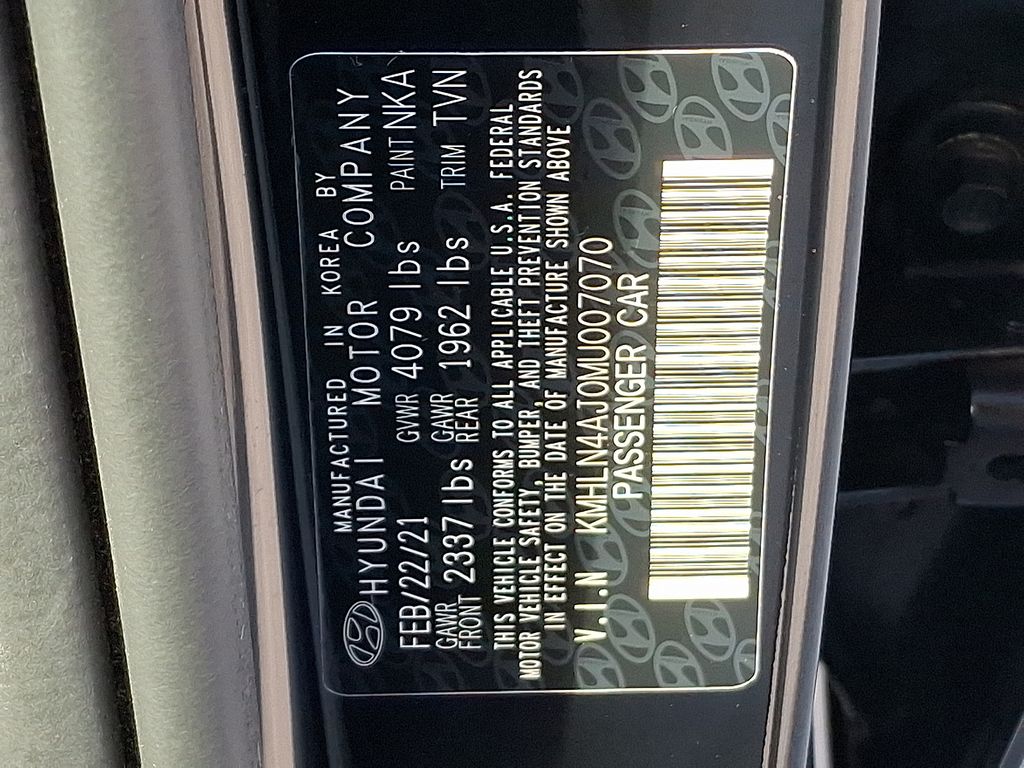 MANUFACTURED IN KOREA BY
HYUNDAI MOTOR COMPANY
FEB/22/21 GVWR 4079 lbs PAINT NKA
GAWR FRONT 2337 lbs GAWR REAR 1962 lbs TRIM TVN
THIS VEHICLE CONFORMS TO ALL APPLICABLE U.S.A. FEDERAL
MOTOR VEHICLE SAFETY, BUMPER, AND THEFT PREVENTION STANDARDS
IN EFFECT ON THE DATE OF MANUFACTURE SHOWN ABOVE
V.I.N KMHLN4AJ0MU007070
PASSENGER CAR